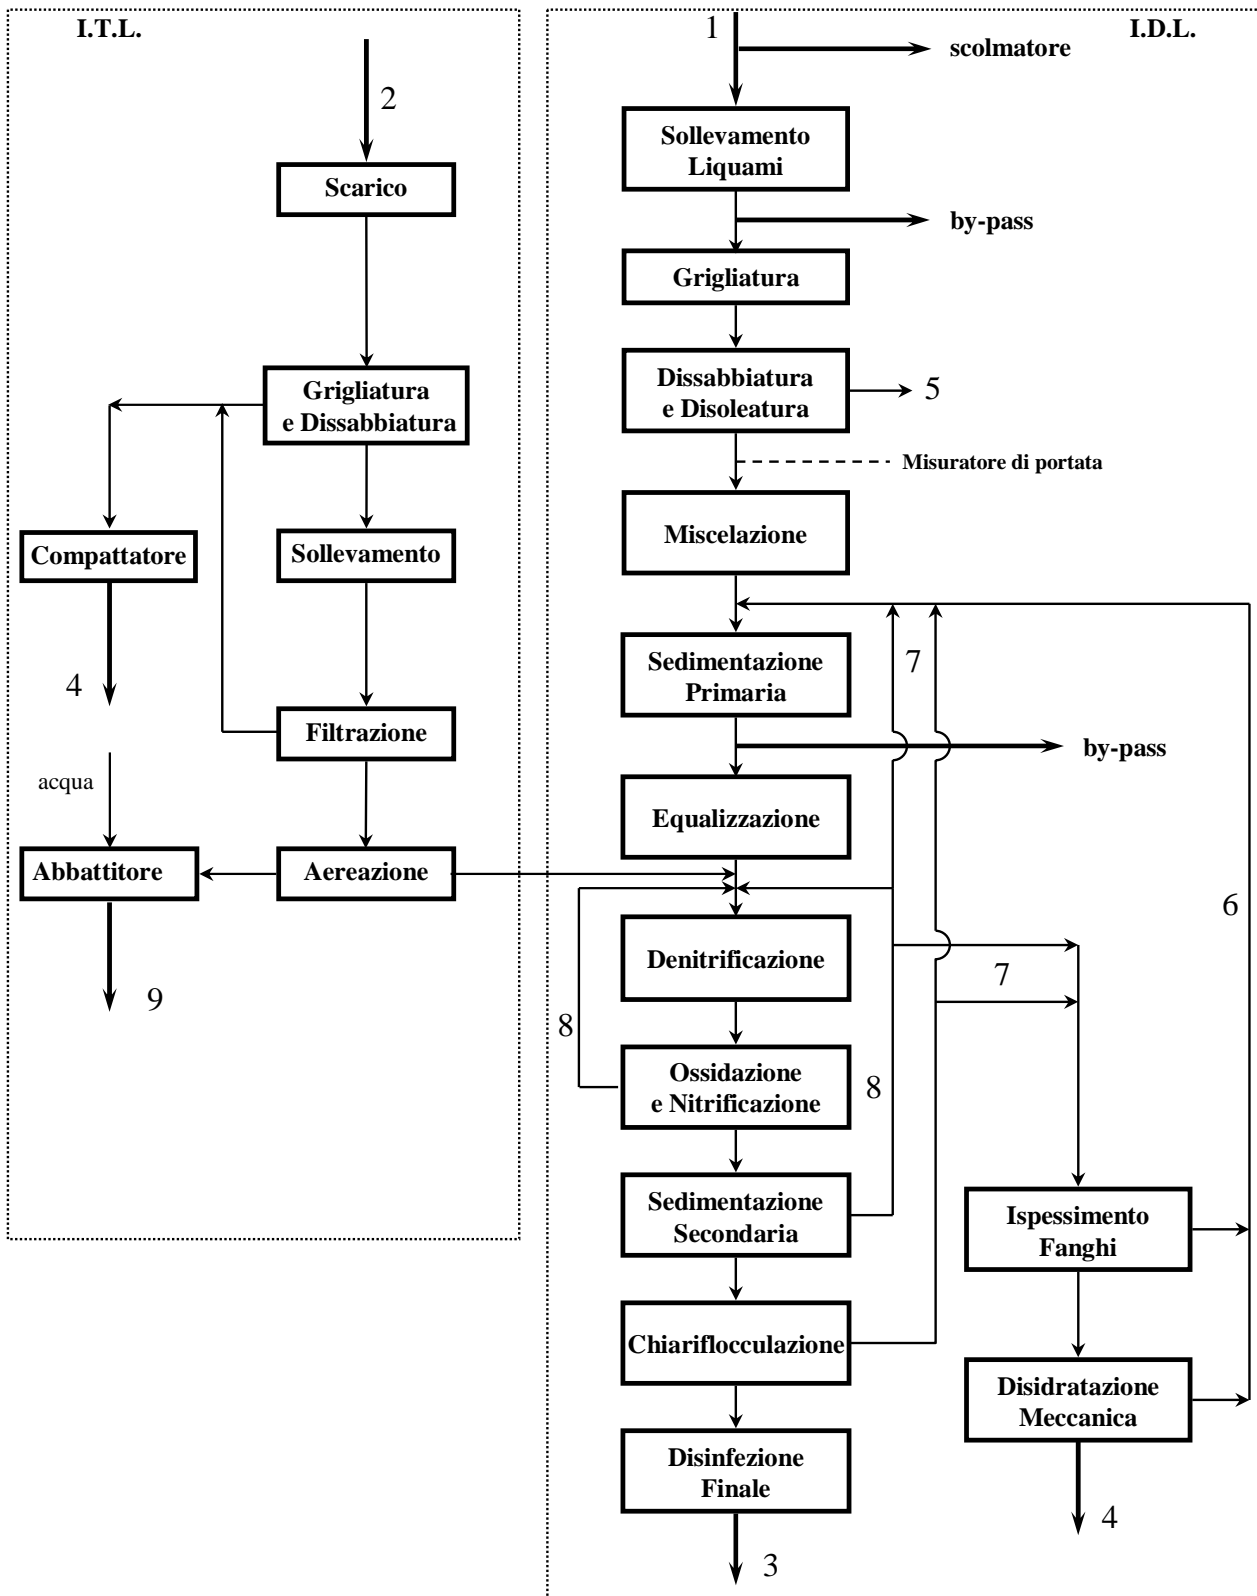 I.T.L.
2
Scarico
Grigliatura
e Dissabbiatura
Compattatore
Sollevamento
4
Filtrazione
acqua
Abbattitore
Aereazione
9
1
I.D.L.
scolmatore
Sollevamento
Liquami
by-pass
Grigliatura
Dissabbiatura
e Disoleatura
5
Misuratore di portata
Miscelazione
Sedimentazione
Primaria
7
by-pass
Equalizzazione
6
Denitrificazione
7
8
Ossidazione
e Nitrificazione
8
Sedimentazione
Secondaria
Ispessimento
Fanghi
Chiariflocculazione
Disidratazione
Meccanica
Disinfezione
Finale
4
3